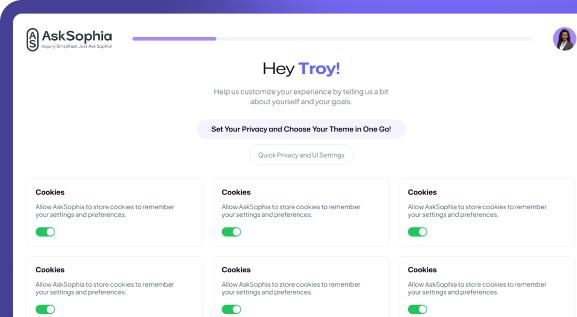 AS
AskSophia
Inquiry Simplified: Just Ask Sophia!
Hey Troy!
Help us customize your experience by telling us a bit
about yourself and your goals.
Set Your Privacy and Choose Your Theme in One Go!
Quick Privacy and UI Settings
Cookies
Allow AskSophia to store cookies to remember
your settings and preferences.
Cookies
Allow AskSophia to store cookies to remember
your settings and preferences.
Cookies
Allow AskSophia to store cookies to remember
your settings and preferences.
Cookies
Allow AskSophia to store cookies to remember
your settings and preferences.
Cookies
Allow AskSophia to store cookies to remember
your settings and preferences.
Cookies
Allow AskSophia to store cookies to remember
your settings and preferences.